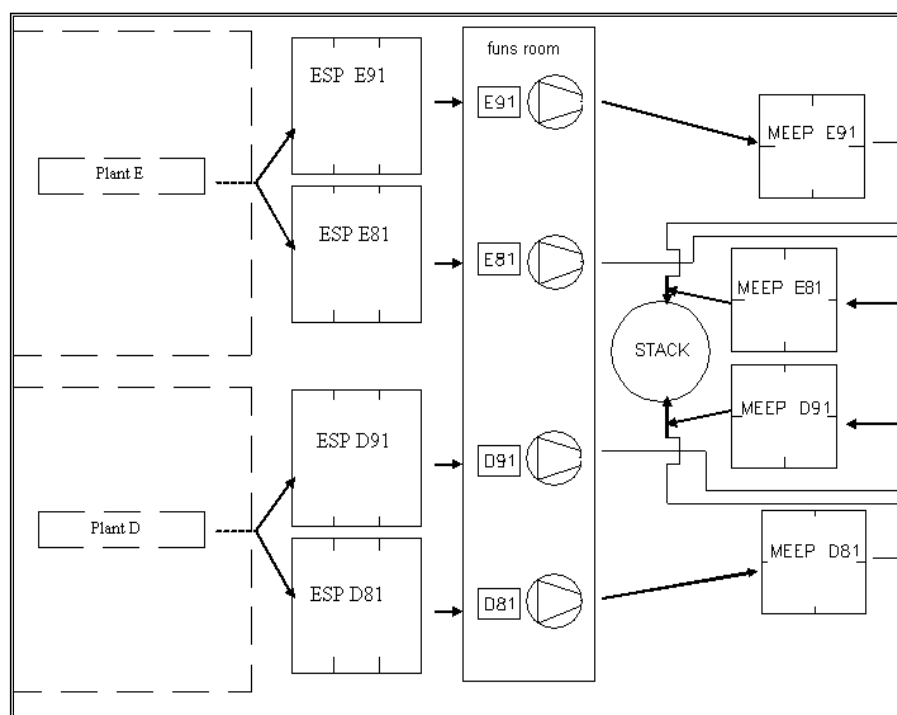 funs room
ESP E91
E91
MEEP E91
Plant E
ESP E81
E81
MEEP E81
STACK
MEEP D91
ESP D91
D91
Plant D
MEEP D81
ESP D81
D81